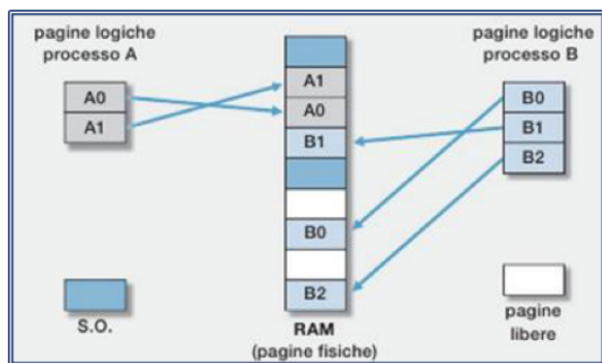 pagine logiche
processo A
A0
A1
S.O.
A1
A0
B1
B0
B2
RAM
(pagine fisiche)
pagine logiche
processo B
B0
B1
B2
pagine
libere